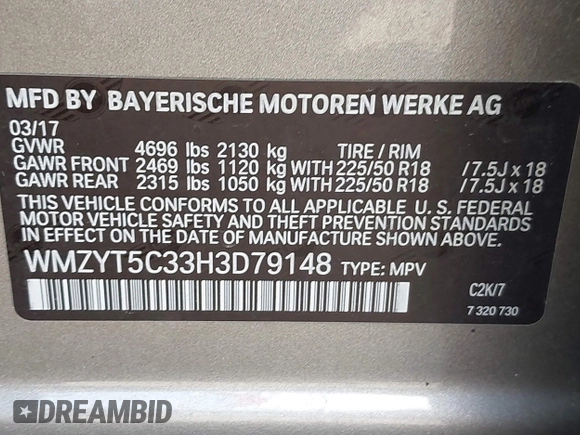 MFD BY BAYERISCHE MOTOREN WERKE AG
03/17
GVWR 4696 lbs 2130 kg TIRE / RIM
GAWR FRONT 2469 lbs 1120 kg WITH 225/50 R18 /7.5J x 18
GAWR REAR 2315 lbs 1050 kg WITH 225/50 R18 /7.5J x 18
THIS VEHICLE CONFORMS TO ALL APPLICABLE U. S. FEDERAL
MOTOR VEHICLE SAFETY AND THEFT PREVENTION STANDARDS
IN EFFECT ON THE DATE OF MANUFACTURE SHOWN ABOVE.
WMZYT5C33H3D79148 TYPE: MPV
C2K/7
7 320 730
DREAMBID